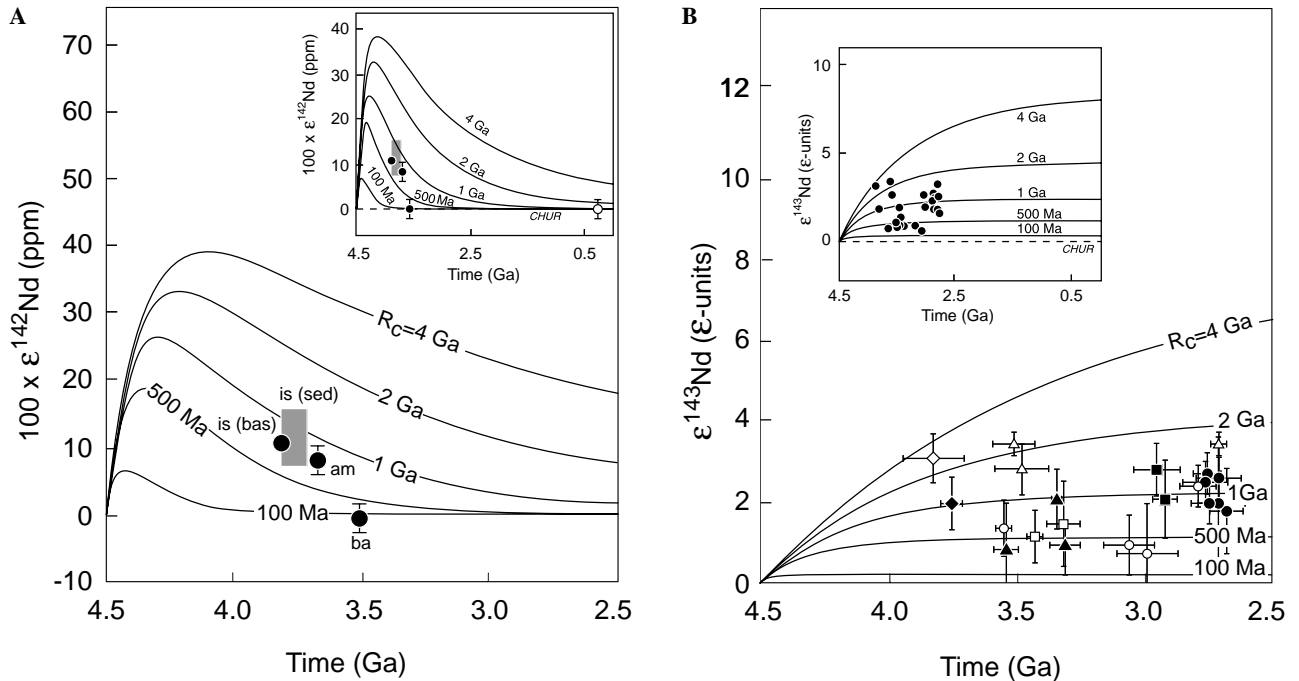 A
100 x ε¹⁴²Nd (ppm)
70
60
50
40
30
20
10
0
-10
4.5
4.0
3.5
3.0
2.5
Time (Ga)
R_C=4 Ga
2 Ga
1 Ga
500 Ma
100 Ma
is (sed)
is (bas)
am
ba
100 x ε¹⁴²Nd (ppm)
40
30
20
10
0
4.5
2.5
0.5
Time (Ga)
4 Ga
2 Ga
1 Ga
500 Ma
100 Ma
CHUR
B
ε¹⁴³Nd (ε-units)
12
10
8
6
4
2
0
4.5
4.0
3.5
3.0
2.5
Time (Ga)
R_C=4 Ga
2 Ga
1Ga
500 Ma
100 Ma
ε¹⁴³Nd (ε-units)
10
5
0
4.5
2.5
0.5
Time (Ga)
4 Ga
2 Ga
1 Ga
500 Ma
100 Ma
CHUR